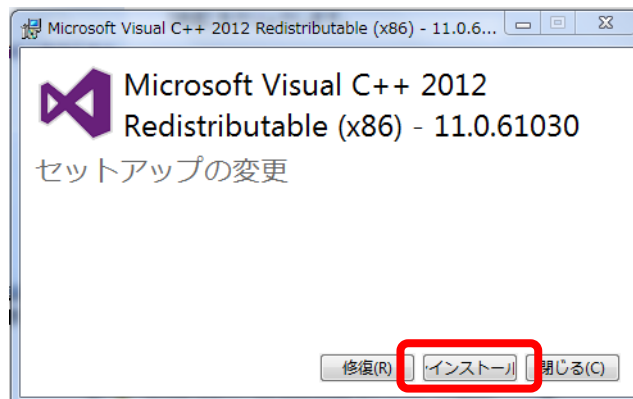 Microsoft Visual C++ 2012 Redistributable (x86) - 11.0.6...
Microsoft Visual C++ 2012
Redistributable (x86) - 11.0.61030
セットアップの変更
修復(R) インストール 閉じる(C)